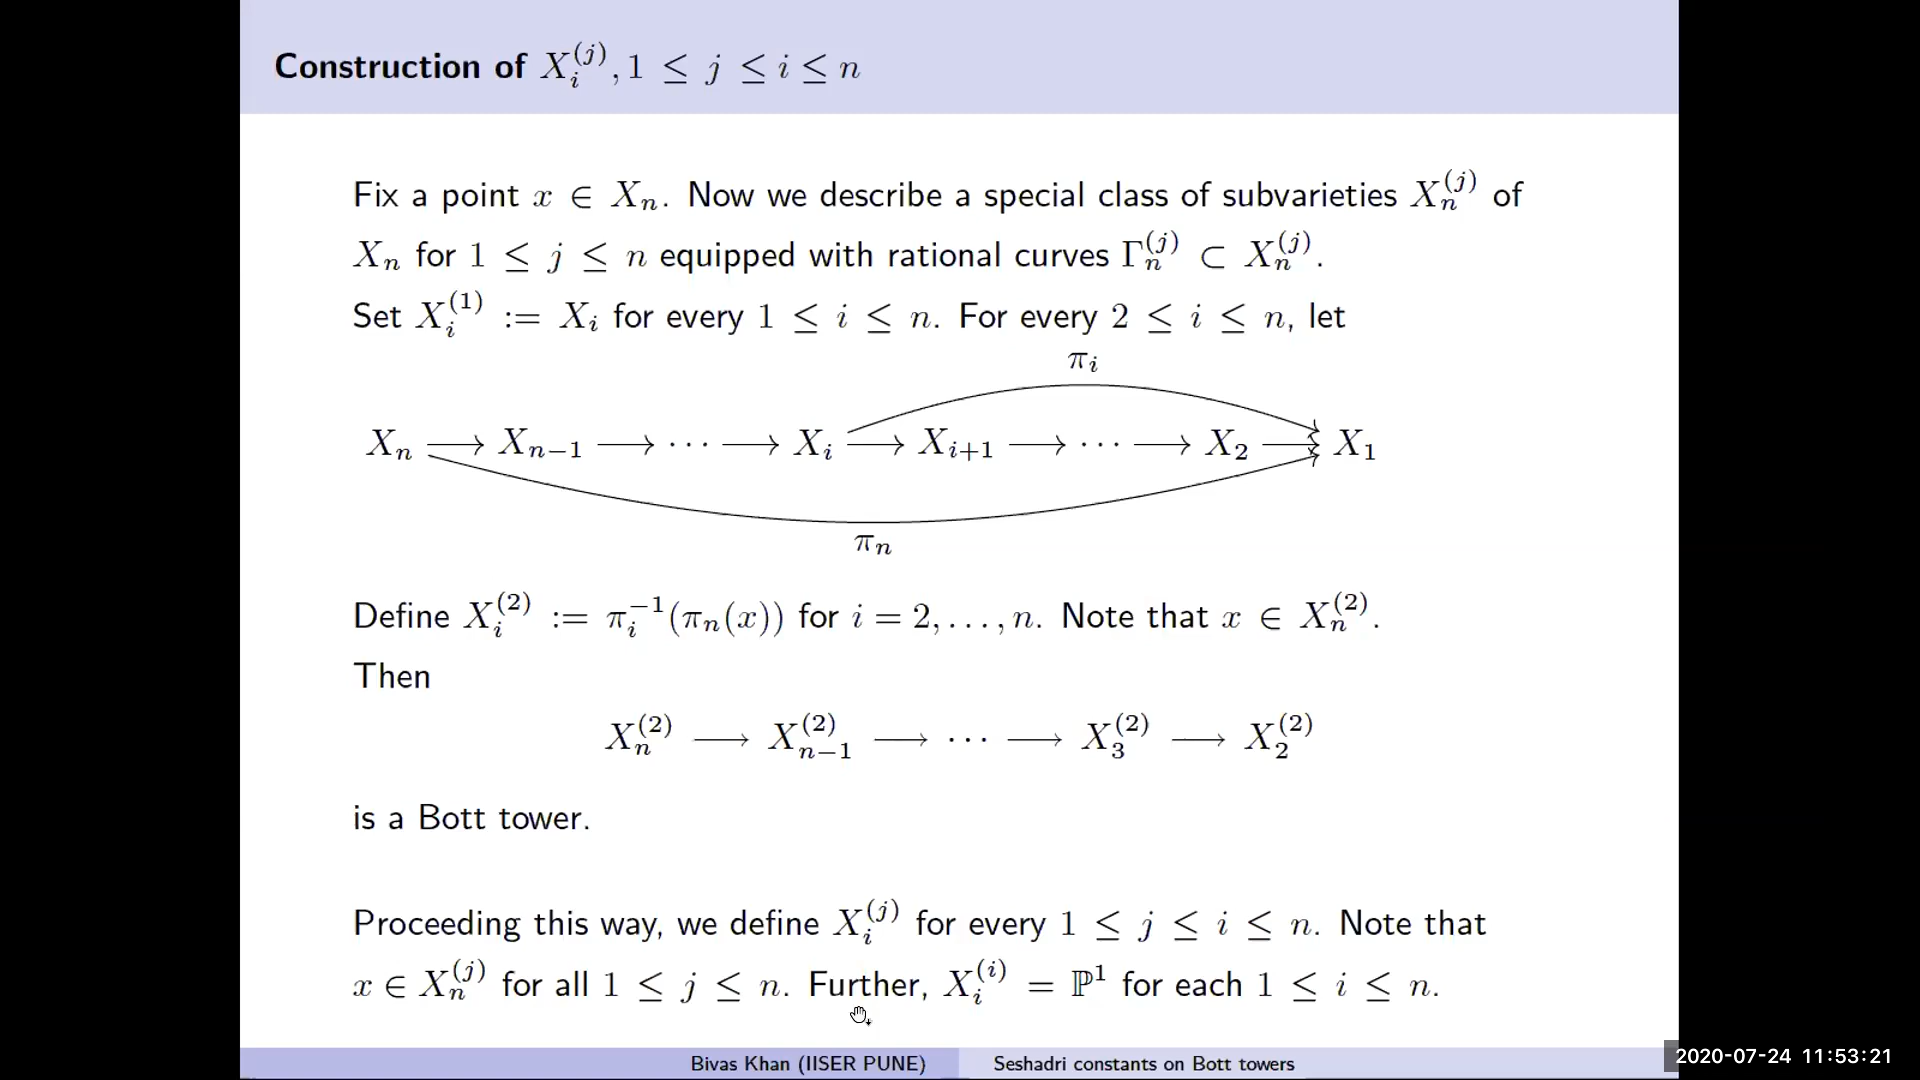 Construction of $X_i^{(j)}, 1 \leq j \leq i \leq n$
Fix a point $x \in X_n$. Now we describe a special class of subvarieties $X_n^{(j)}$ of
$X_n$ for $1 \leq j \leq n$ equipped with rational curves $\Gamma_n^{(j)} \subset X_n^{(j)}$.
Set $X_i^{(1)} := X_i$ for every $1 \leq i \leq n$. For every $2 \leq i \leq n$, let
$\pi_i$
$X_n \longrightarrow X_{n-1} \longrightarrow \cdots \longrightarrow X_i \longrightarrow X_{i+1} \longrightarrow \cdots \longrightarrow X_2 \longrightarrow X_1$
$\pi_n$
Define $X_i^{(2)} := \pi_i^{-1}(\pi_n(x))$ for $i = 2, \ldots, n$. Note that $x \in X_n^{(2)}$.
Then
$X_n^{(2)} \longrightarrow X_{n-1}^{(2)} \longrightarrow \cdots \longrightarrow X_3^{(2)} \longrightarrow X_2^{(2)}$
is a Bott tower.
Proceeding this way, we define $X_i^{(j)}$ for every $1 \leq j \leq i \leq n$. Note that
$x \in X_n^{(j)}$ for all $1 \leq j \leq n$. Further, $X_i^{(i)} = \mathbb{P}^1$ for each $1 \leq i \leq n$.
Bivas Khan (IISER PUNE) Seshadri constants on Bott towers
2020-07-24 11:53:21